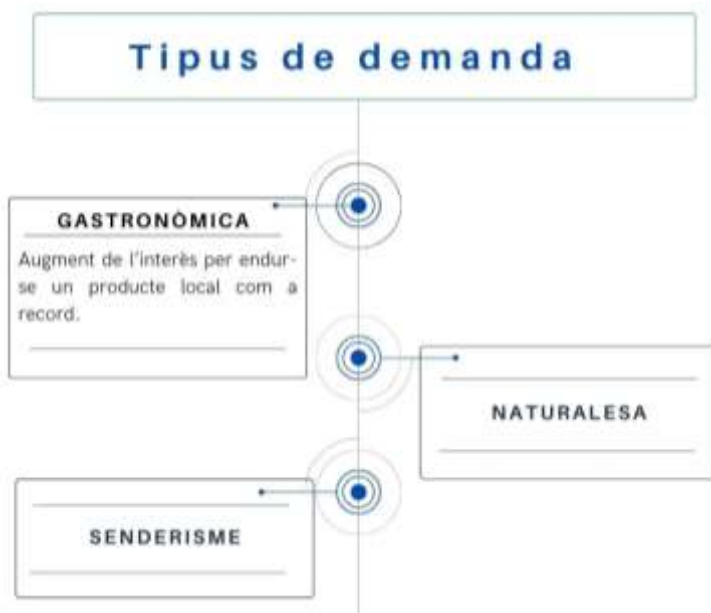 Tipus de demanda
GASTRONÒMICA
Augment de l'interès per endur-
se un producte local com a
record.
NATURALESA
SENDERISME